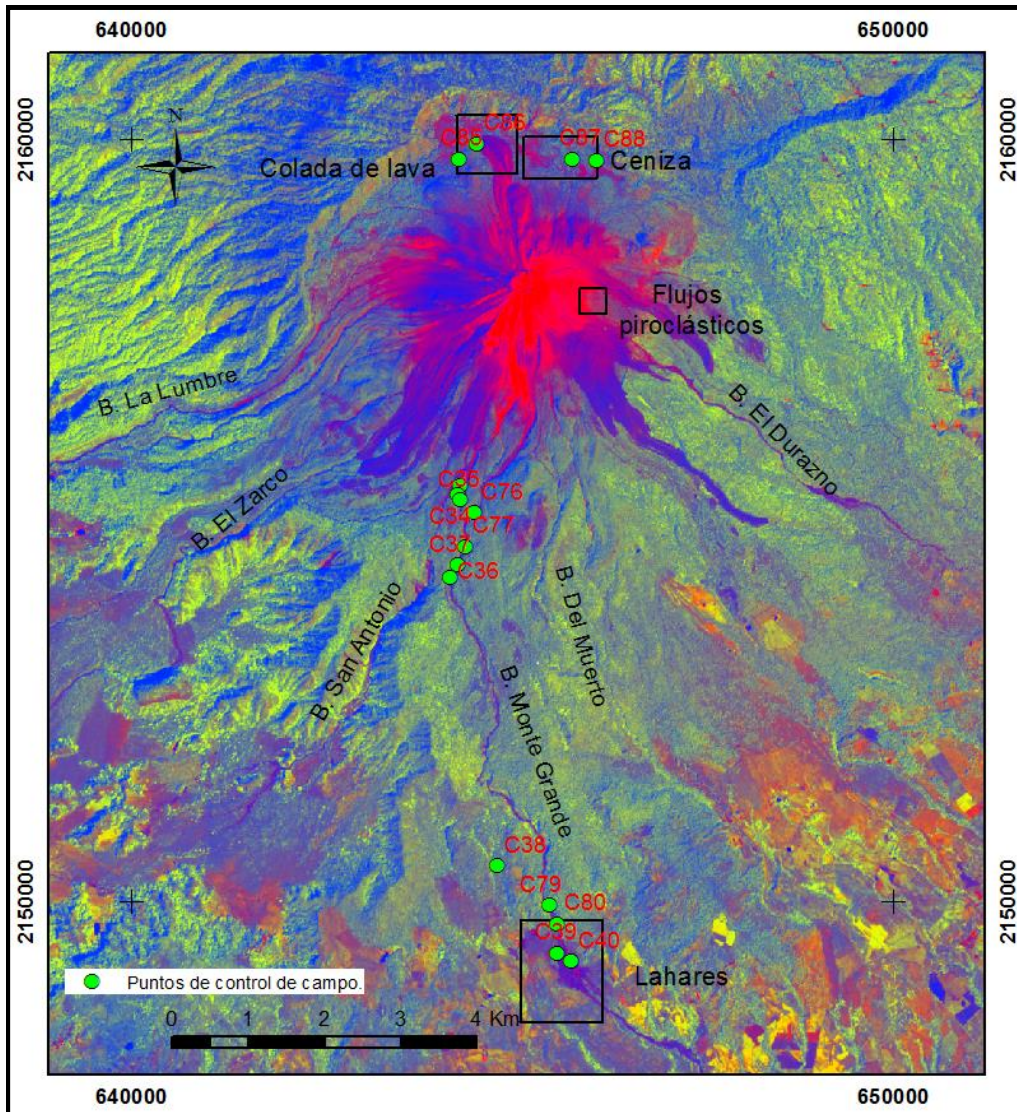 640000 650000
N
2160000
2160000
C86
C85
C87 C88
Colada de lava
Ceniza
Flujos
piroclásticos
B. La Lumbre
B. El Durazno
B. El Zarco
C76
C34
C77
C37
C36
B. San Antonio
B. Del Muerto
B. Monte Grande
C38
C79
C80
C39
C40
2150000
2150000
Lahares
Puntos de control de campo.
0 1 2 3 4 Km
640000 650000